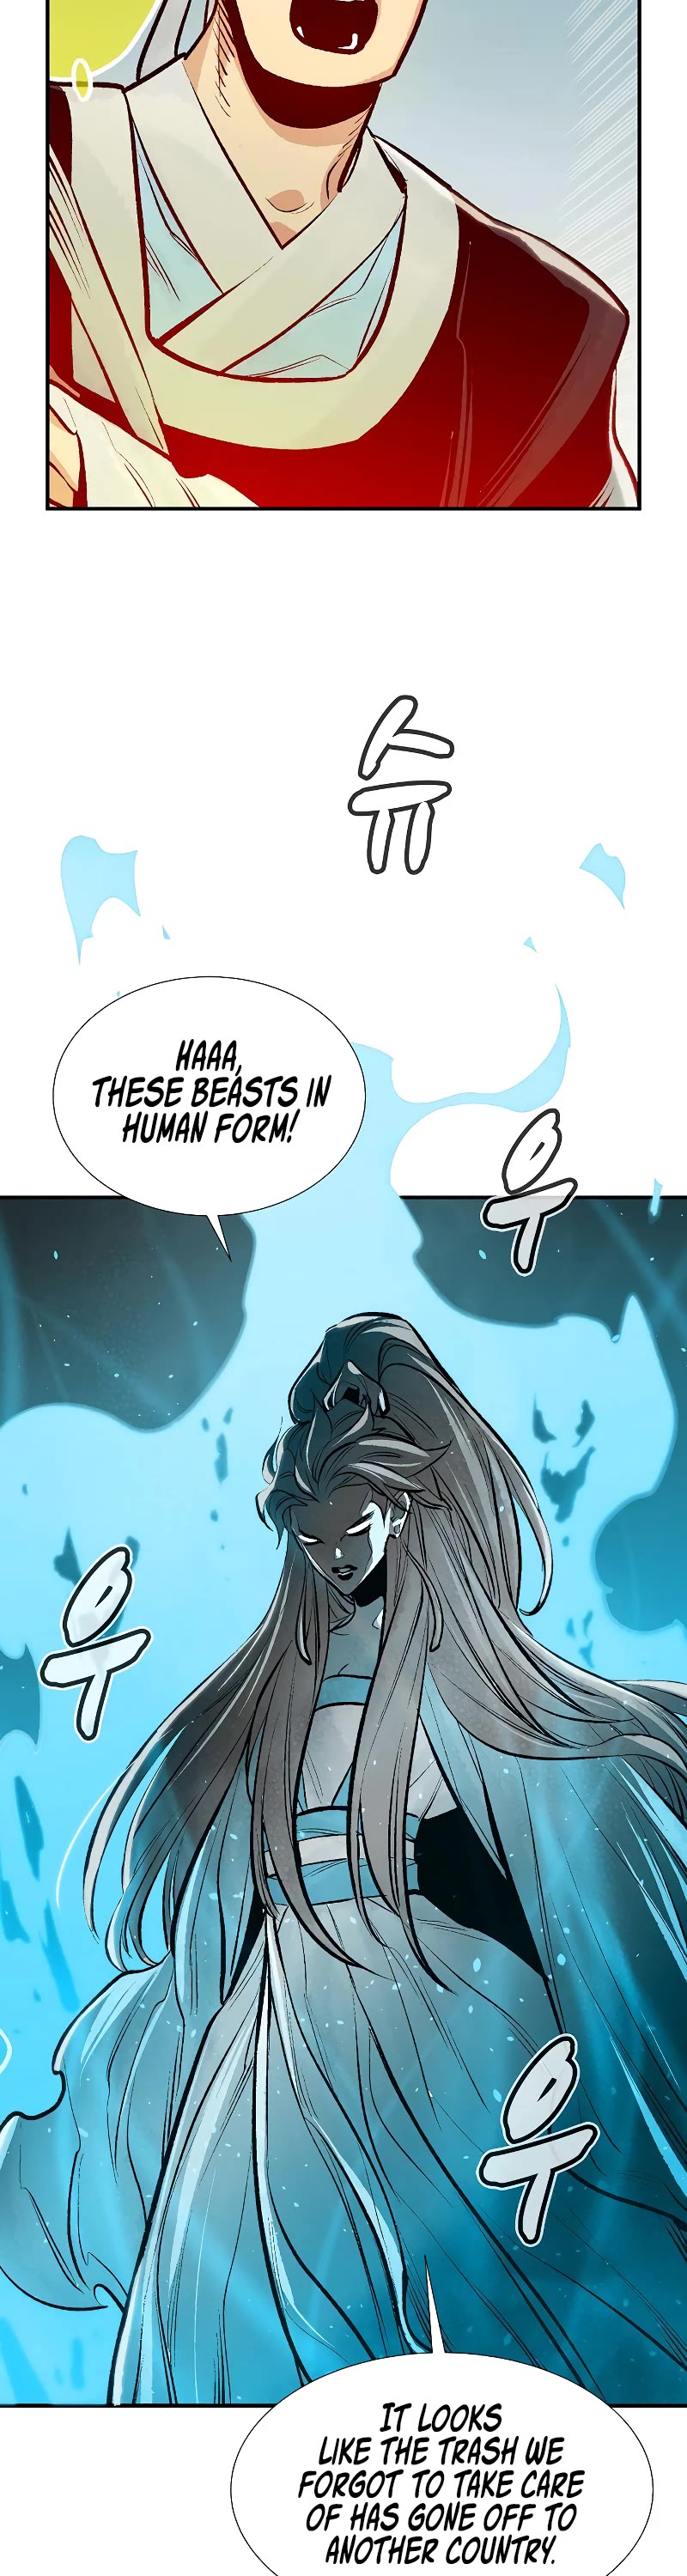 슈
HAAA,
THESE BEASTS IN
HUMAN FORM!
우
우
우
IT LOOKS
LIKE THE TRASH WE
FORGOT TO TAKE CARE
OF HAS GONE OFF TO
ANOTHER COUNTRY.